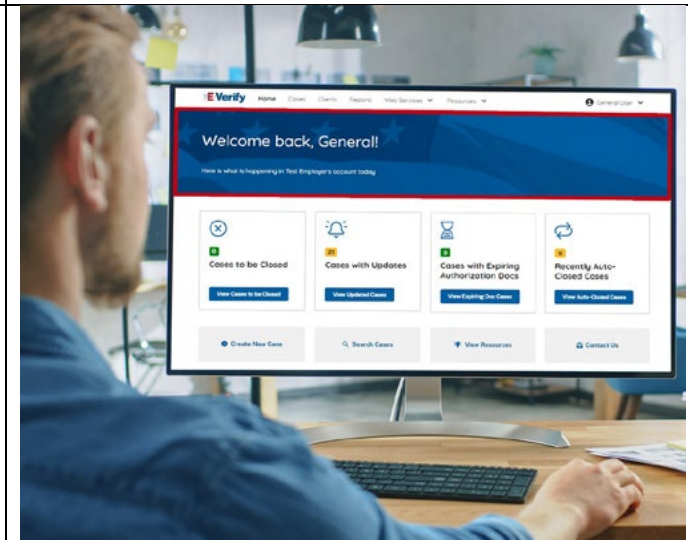 E-Verify Home Cases Clients Reports Web Services Resources General User
Welcome back, General!
Here is what is happening in Test Employer's account today
0
Cases to be Closed
View Cases to be Closed
21
Cases with Updates
View Updated Cases
9
Cases with Expiring
Authorization Docs
View Expiring Doc Cases
Recently Auto-
Closed Cases
View Auto-Closed Cases
Create New Case
Search Cases
View Resources
Contact Us